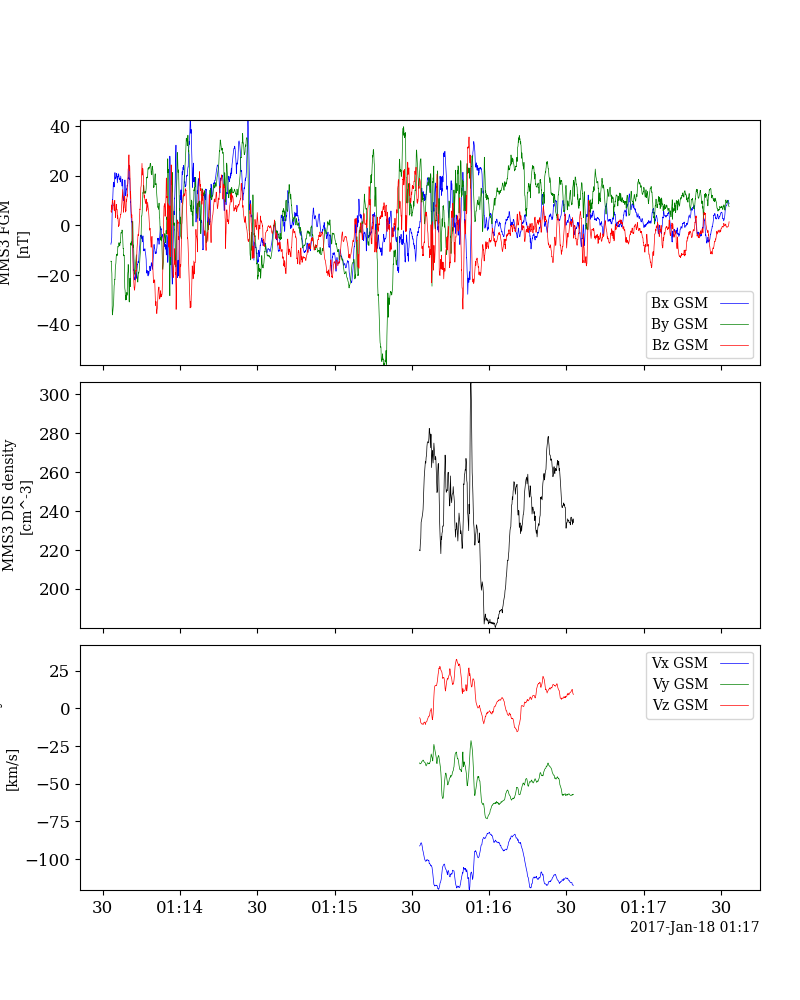 40
20
0
−20
−40
MMS3 FGM
[nT]
Bx GSM
By GSM
Bz GSM
300
280
260
240
220
200
MMS3 DIS density
[cm^-3]
25
0
−25
−50
−75
−100
[km/s]
Vx GSM
Vy GSM
Vz GSM
30 01:14 30 01:15 30 01:16 30 01:17 30
2017-Jan-18 01:17